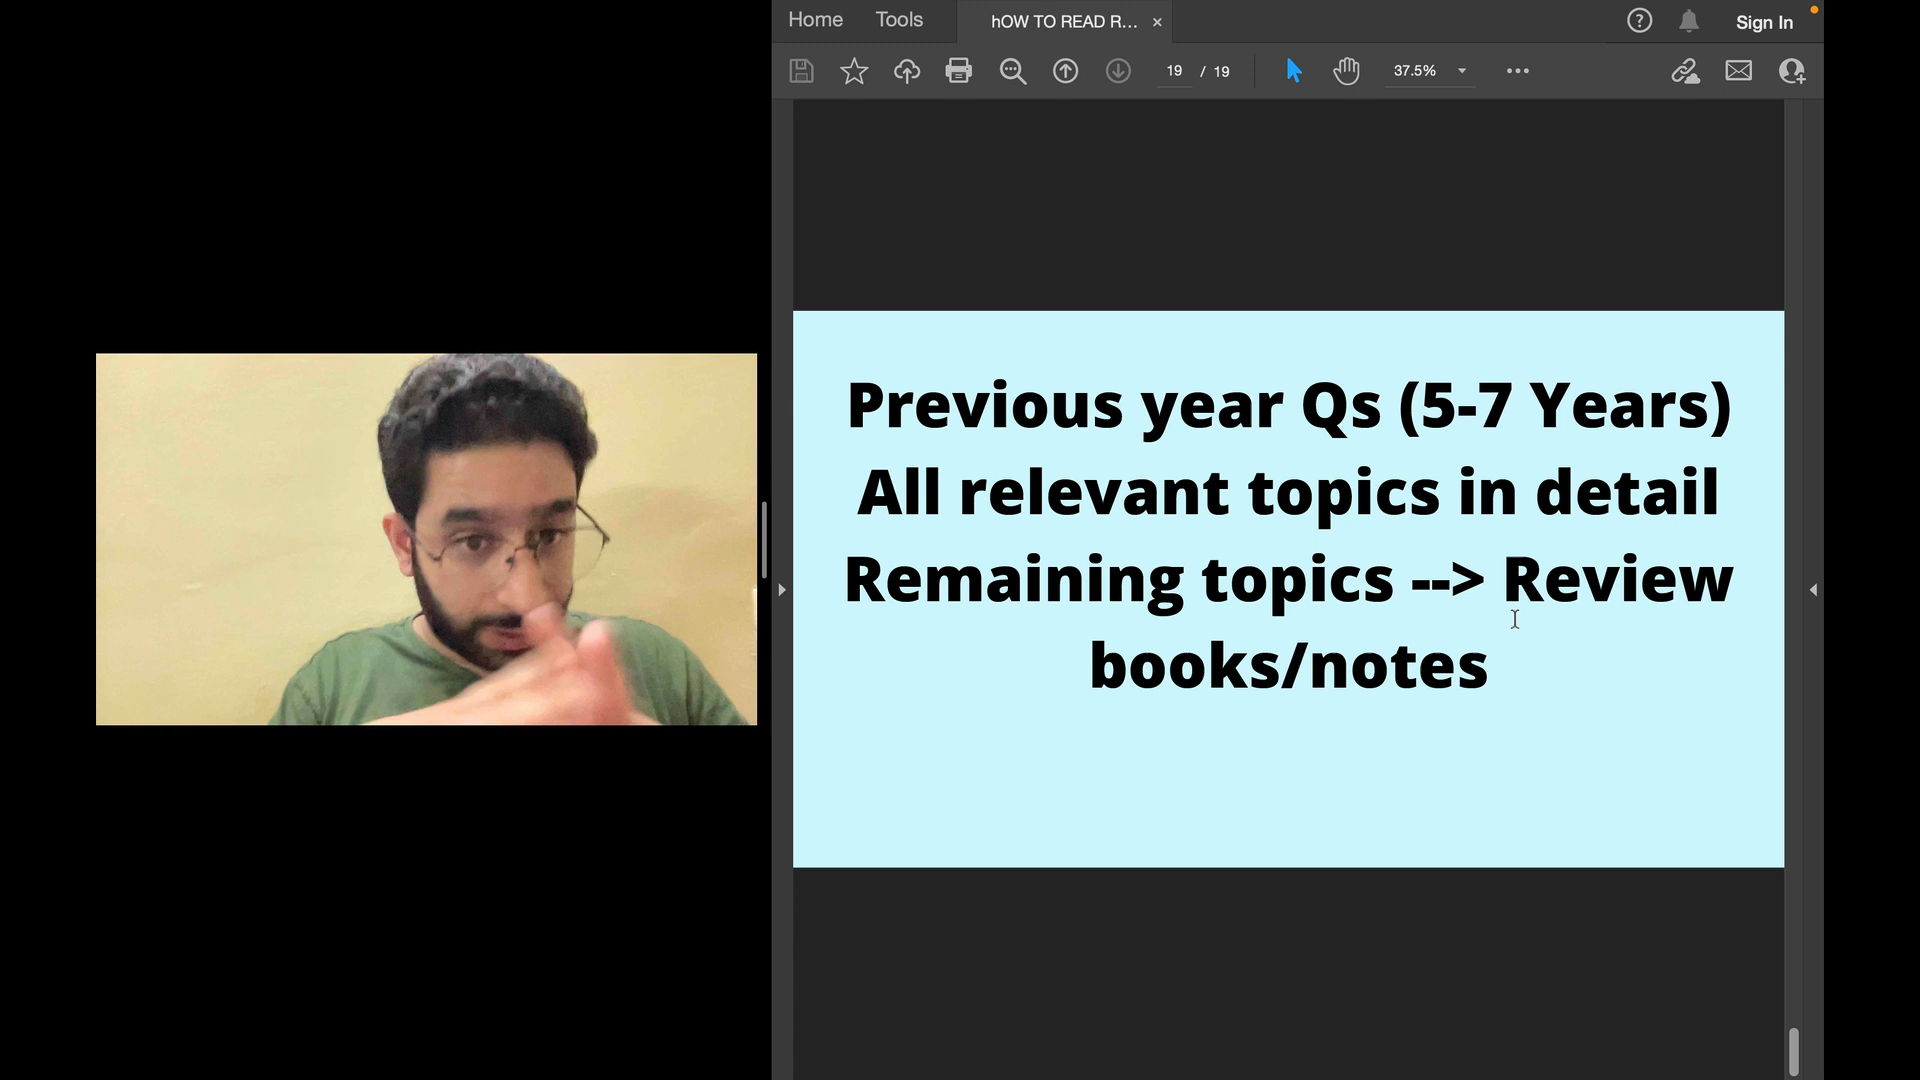 Home Tools hOW TO READ R... × ? Sign In
19 / 19 37.5%
Previous year Qs (5-7 Years)
All relevant topics in detail
Remaining topics --> Review
books/notes